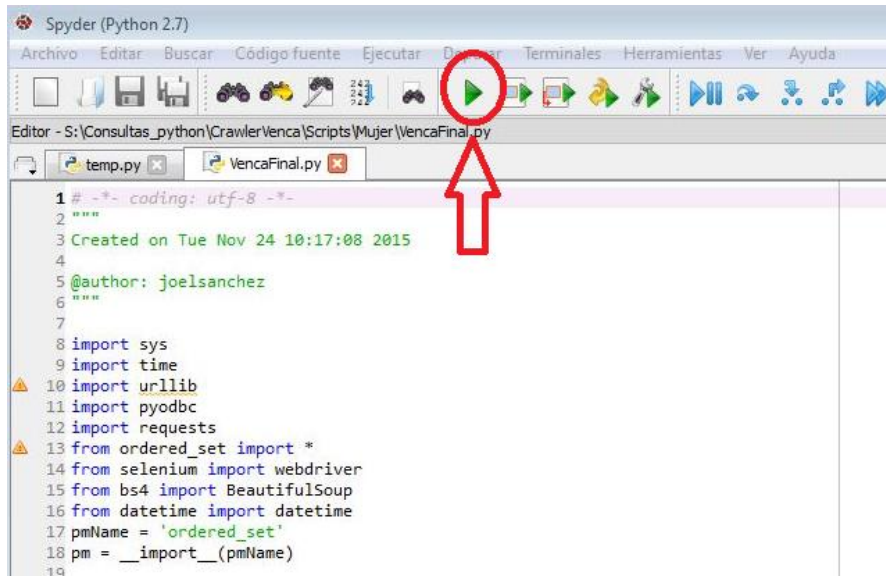 Spyder (Python 2.7)
Archivo Editar Buscar Código fuente Ejecutar Depurar Terminales Herramientas Ver Ayuda
Editor - S:\Consultas_python\CrawlerVenca\Scripts\Mujer\VencaFinal.py
temp.py VencaFinal.py
1 # -*- coding: utf-8 -*-
2 """
3 Created on Tue Nov 24 10:17:08 2015
4
5 @author: joelsanchez
6 """
7
8 import sys
9 import time
10 import urllib
11 import pyodbc
12 import requests
13 from ordered_set import *
14 from selenium import webdriver
15 from bs4 import BeautifulSoup
16 from datetime import datetime
17 pmName = 'ordered_set'
18 pm = __import__(pmName)
19